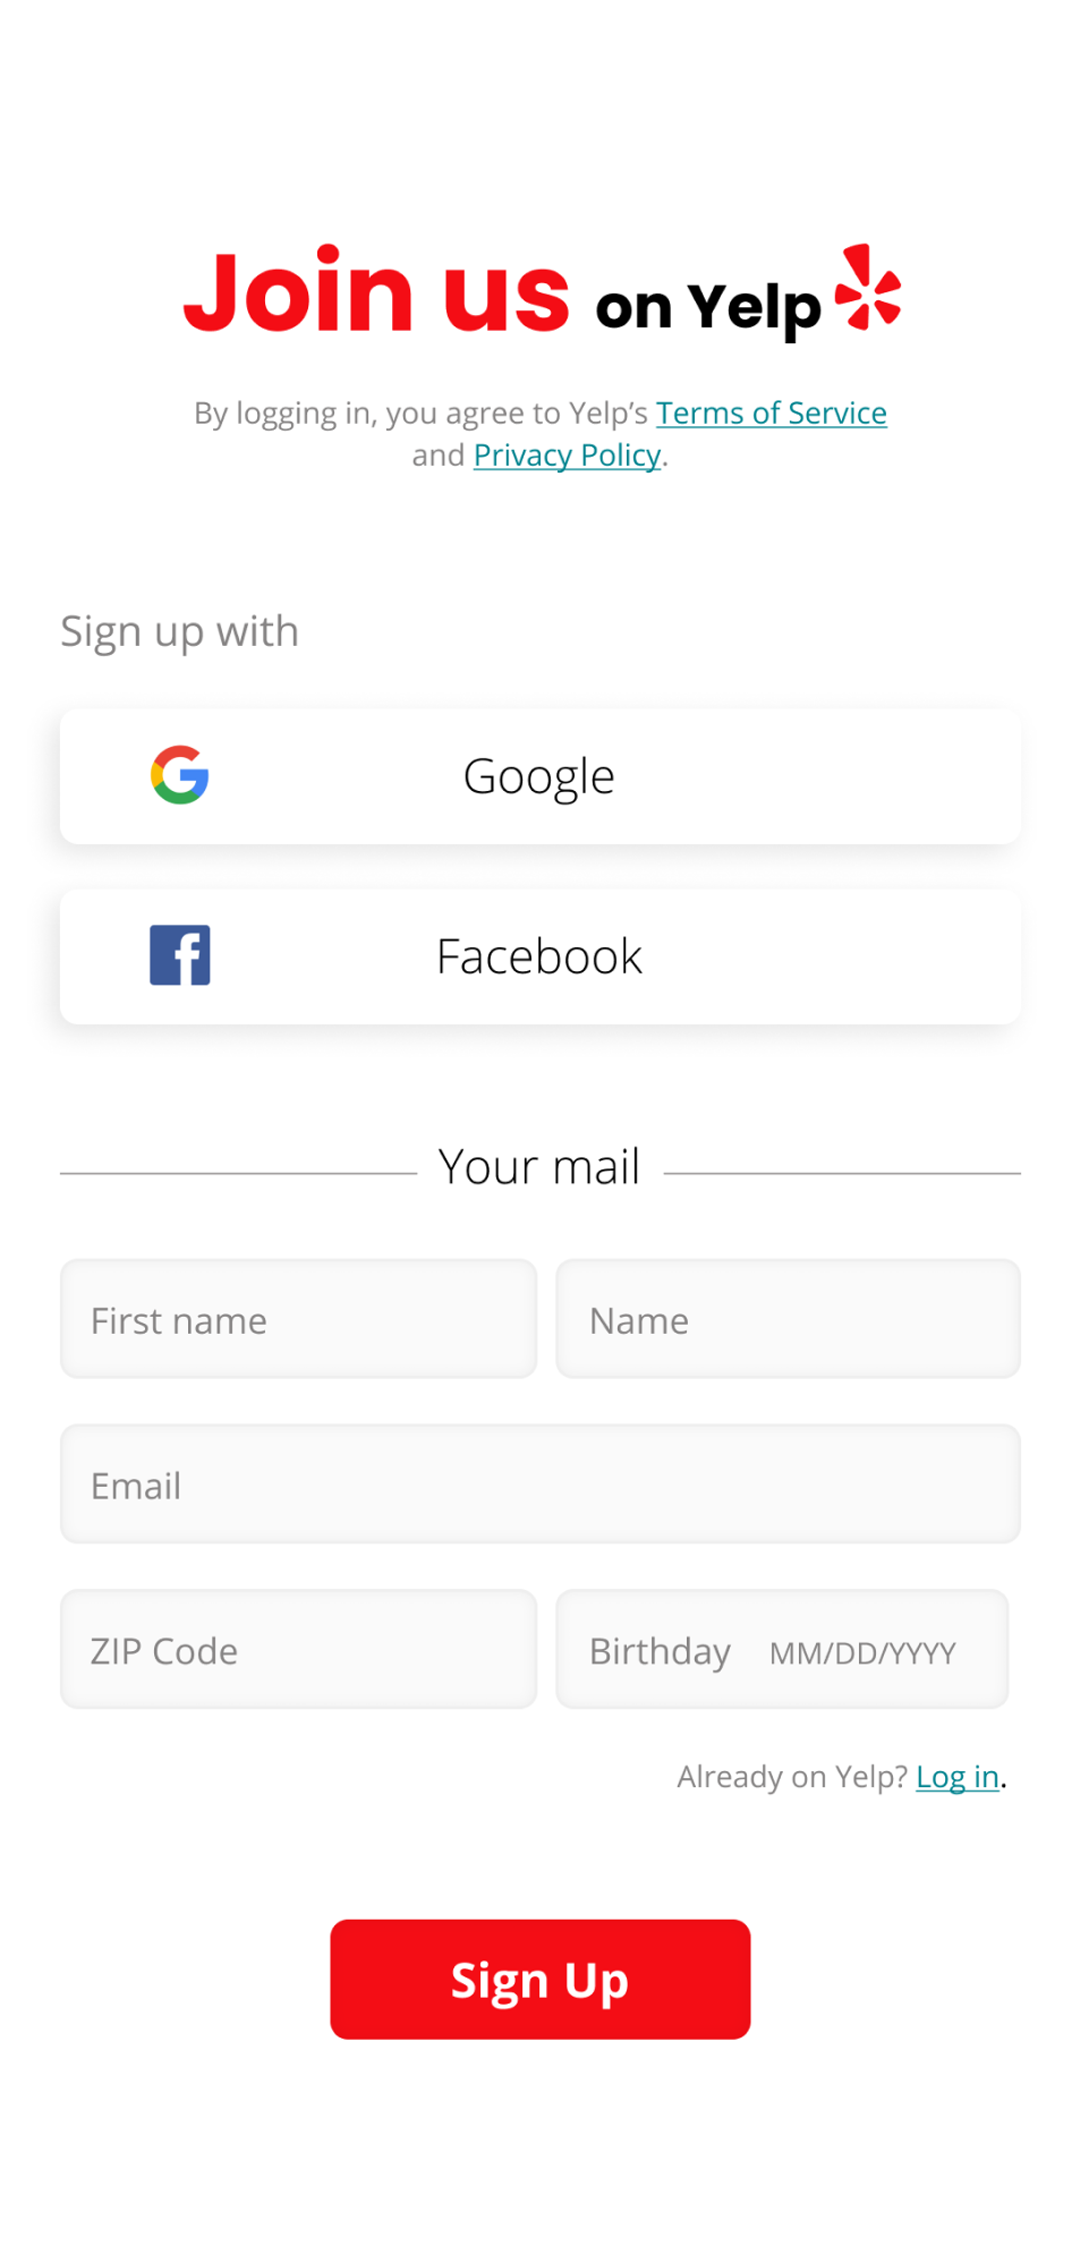 Join us on Yelp
By logging in, you agree to Yelp’s Terms of Service
and Privacy Policy.
Sign up with
Google
Facebook
Your mail
First name Name
Email
ZIP Code Birthday MM/DD/YYYY
Already on Yelp? Log in.
Sign Up